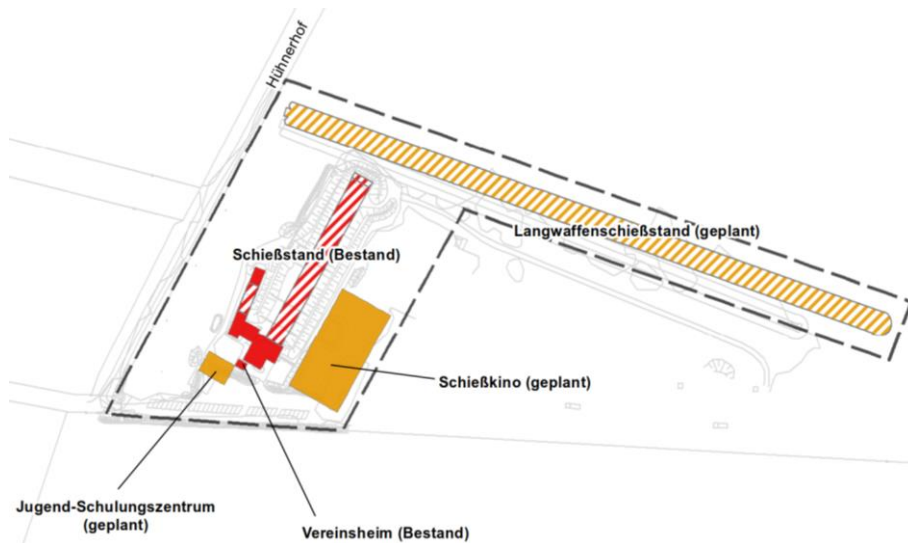 Hühnerhof
Langwaffenschießstand (geplant)
Schießstand (Bestand)
Schießkino (geplant)
Jugend-Schulungszentrum
(geplant)
Vereinsheim (Bestand)